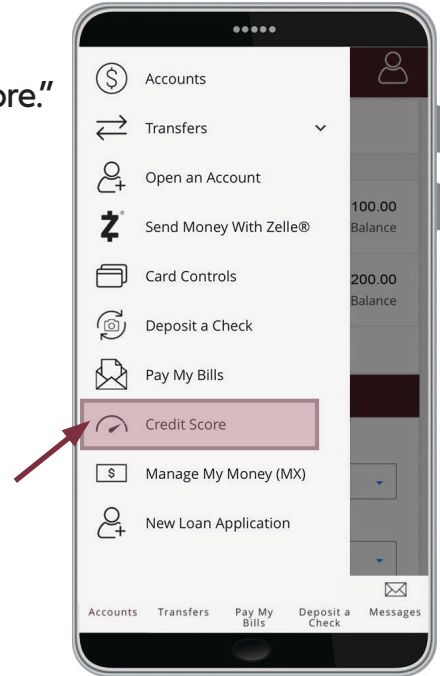 ore.”
Accounts
Transfers
Open an Account
100.00
Send Money With Zelle®
Balance
Card Controls
200.00
Balance
Deposit a Check
Pay My Bills
Credit Score
$ Manage My Money (MX)
New Loan Application
Accounts Transfers Pay My Bills Deposit a Check Messages